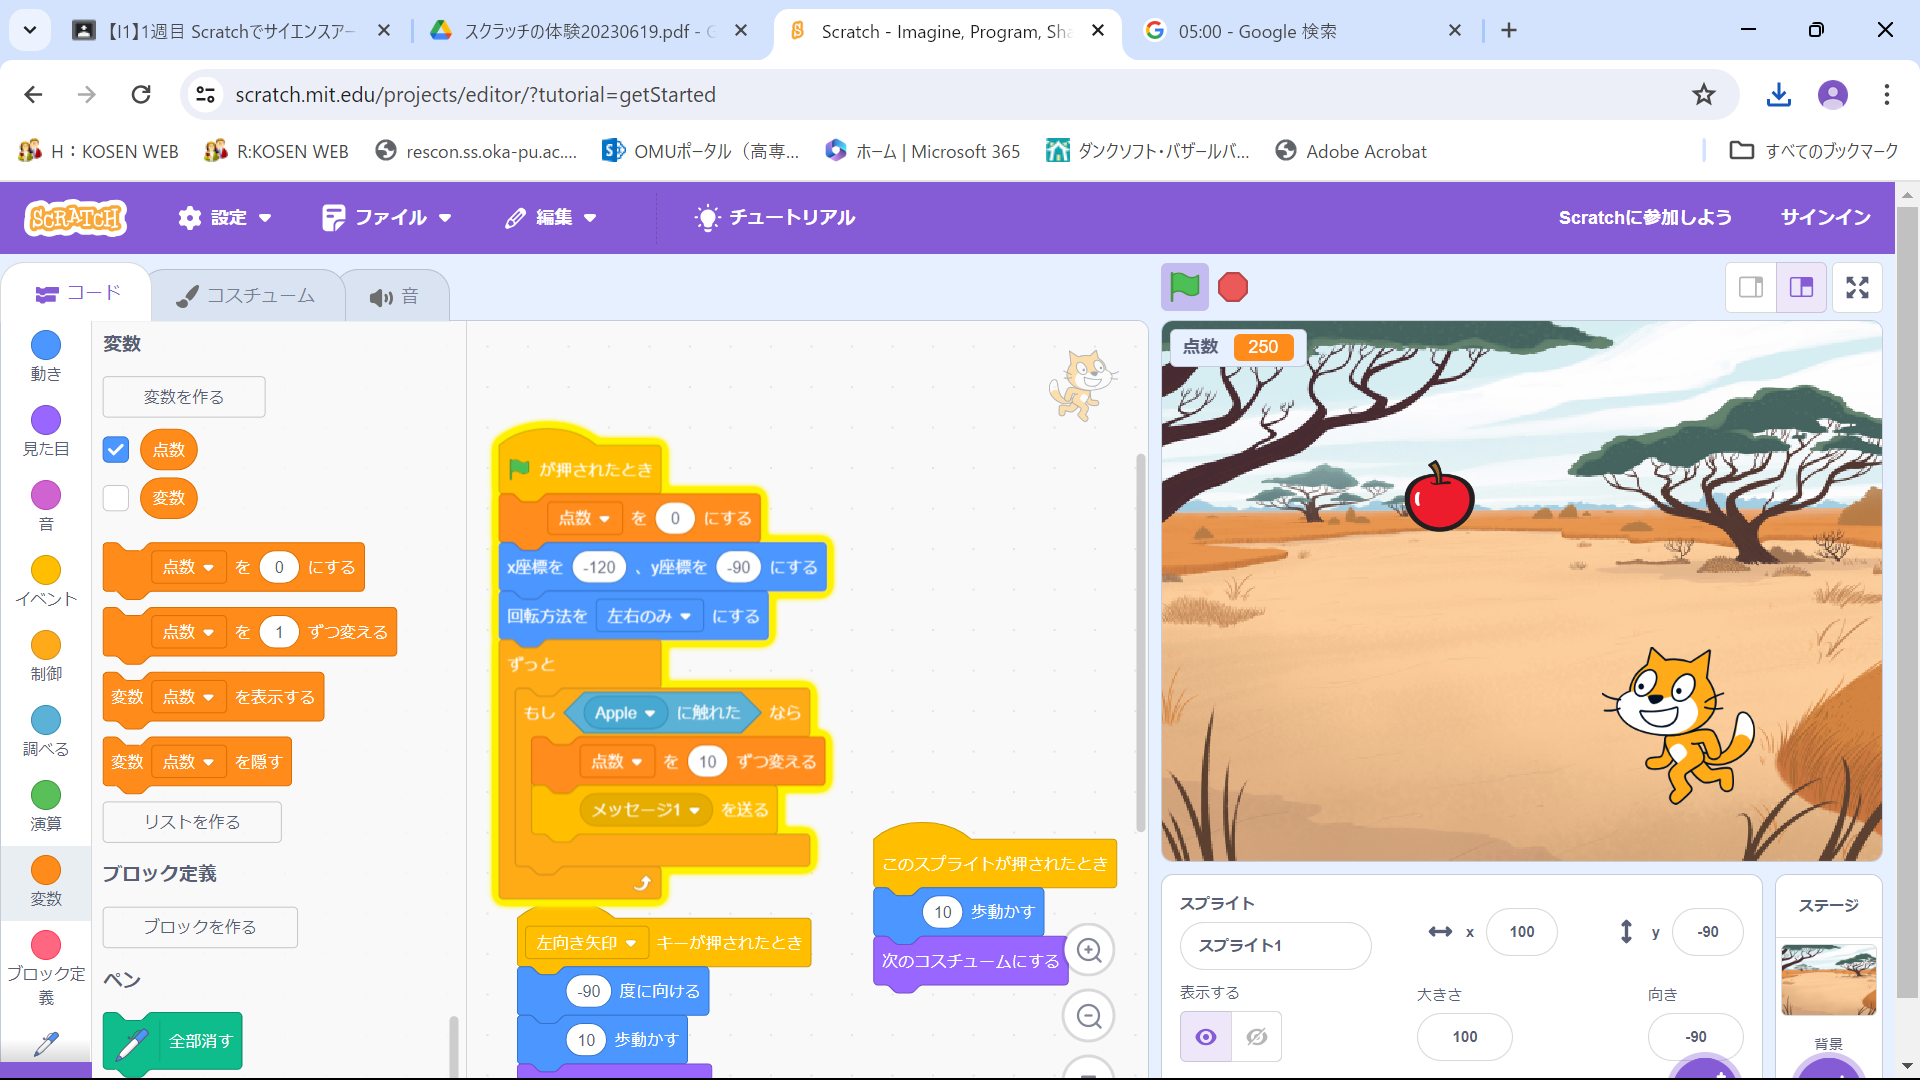 【I1】1週目 Scratchでサイエンスアー
スクラッチの体験20230619.pdf - G
Scratch - Imagine, Program, Sha
05:00 - Google 検索
scratch.mit.edu/projects/editor/?tutorial=getStarted
H：KOSEN WEB
R:KOSEN WEB
rescon.ss.oka-pu.ac....
OMUポータル（高専...
ホーム | Microsoft 365
ダンクソフト・バザールバ...
Adobe Acrobat
すべてのブックマーク
SCRATCH
設定
ファイル
編集
チュートリアル
Scratchに参加しよう
サインイン
コード
コスチューム
音
動き
見た目
音
イベント
制御
調べる
演算
変数
ブロック定義
変数
変数を作る
点数
変数
点数 を 0 にする
点数 を 1 ずつ変える
変数 点数 を表示する
変数 点数 を隠す
リストを作る
ブロック定義
ブロックを作る
ペン
全部消す
が押されたとき
点数 を 0 にする
x座標を -120 、y座標を -90 にする
回転方法を 左右のみ にする
ずっと
もし Apple に触れた なら
点数 を 10 ずつ変える
メッセージ1 を送る
左向き矢印 キーが押されたとき
-90 度に向ける
10 歩動かす
このスプライトが押されたとき
10 歩動かす
次のコスチュームにする
点数 250
スプライト
スプライト1
x 100
y -90
表示する
大きさ
100
向き
-90
ステージ
背景